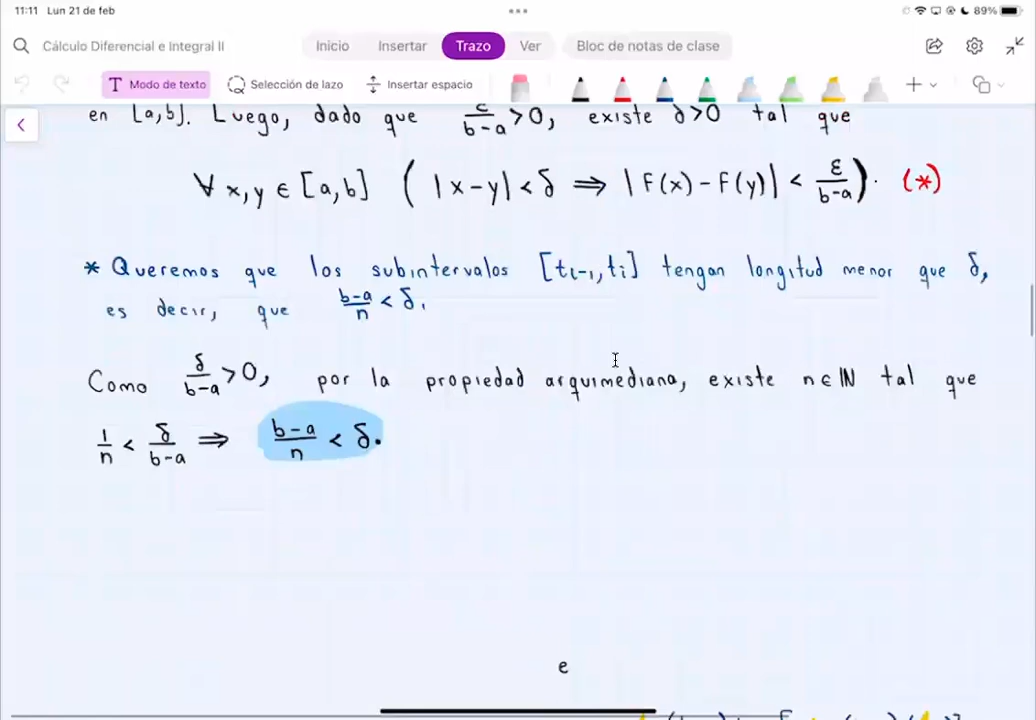 11:11 Lun 21 de feb
89%
Cálculo Diferencial e Integral II
Inicio Insertar Trazo Ver Bloc de notas de clase
Modo de texto Selección de lazo Insertar espacio
en [a,b]. Luego, dado que ε/(b-a) > 0, existe δ>0 tal que
∀ x,y ∈ [a,b] ( |x-y| < δ ⇒ |f(x) - f(y)| < ε/(b-a) ). (*)
* Queremos que los subintervalos [tᵢ₋₁, tᵢ] tengan longitud menor que δ,
es decir, que (b-a)/n < δ.
Como δ/(b-a) > 0, por la propiedad arquimediana, existe n ∈ ℕ tal que
1/n < δ/(b-a) ⇒ (b-a)/n < δ.
e